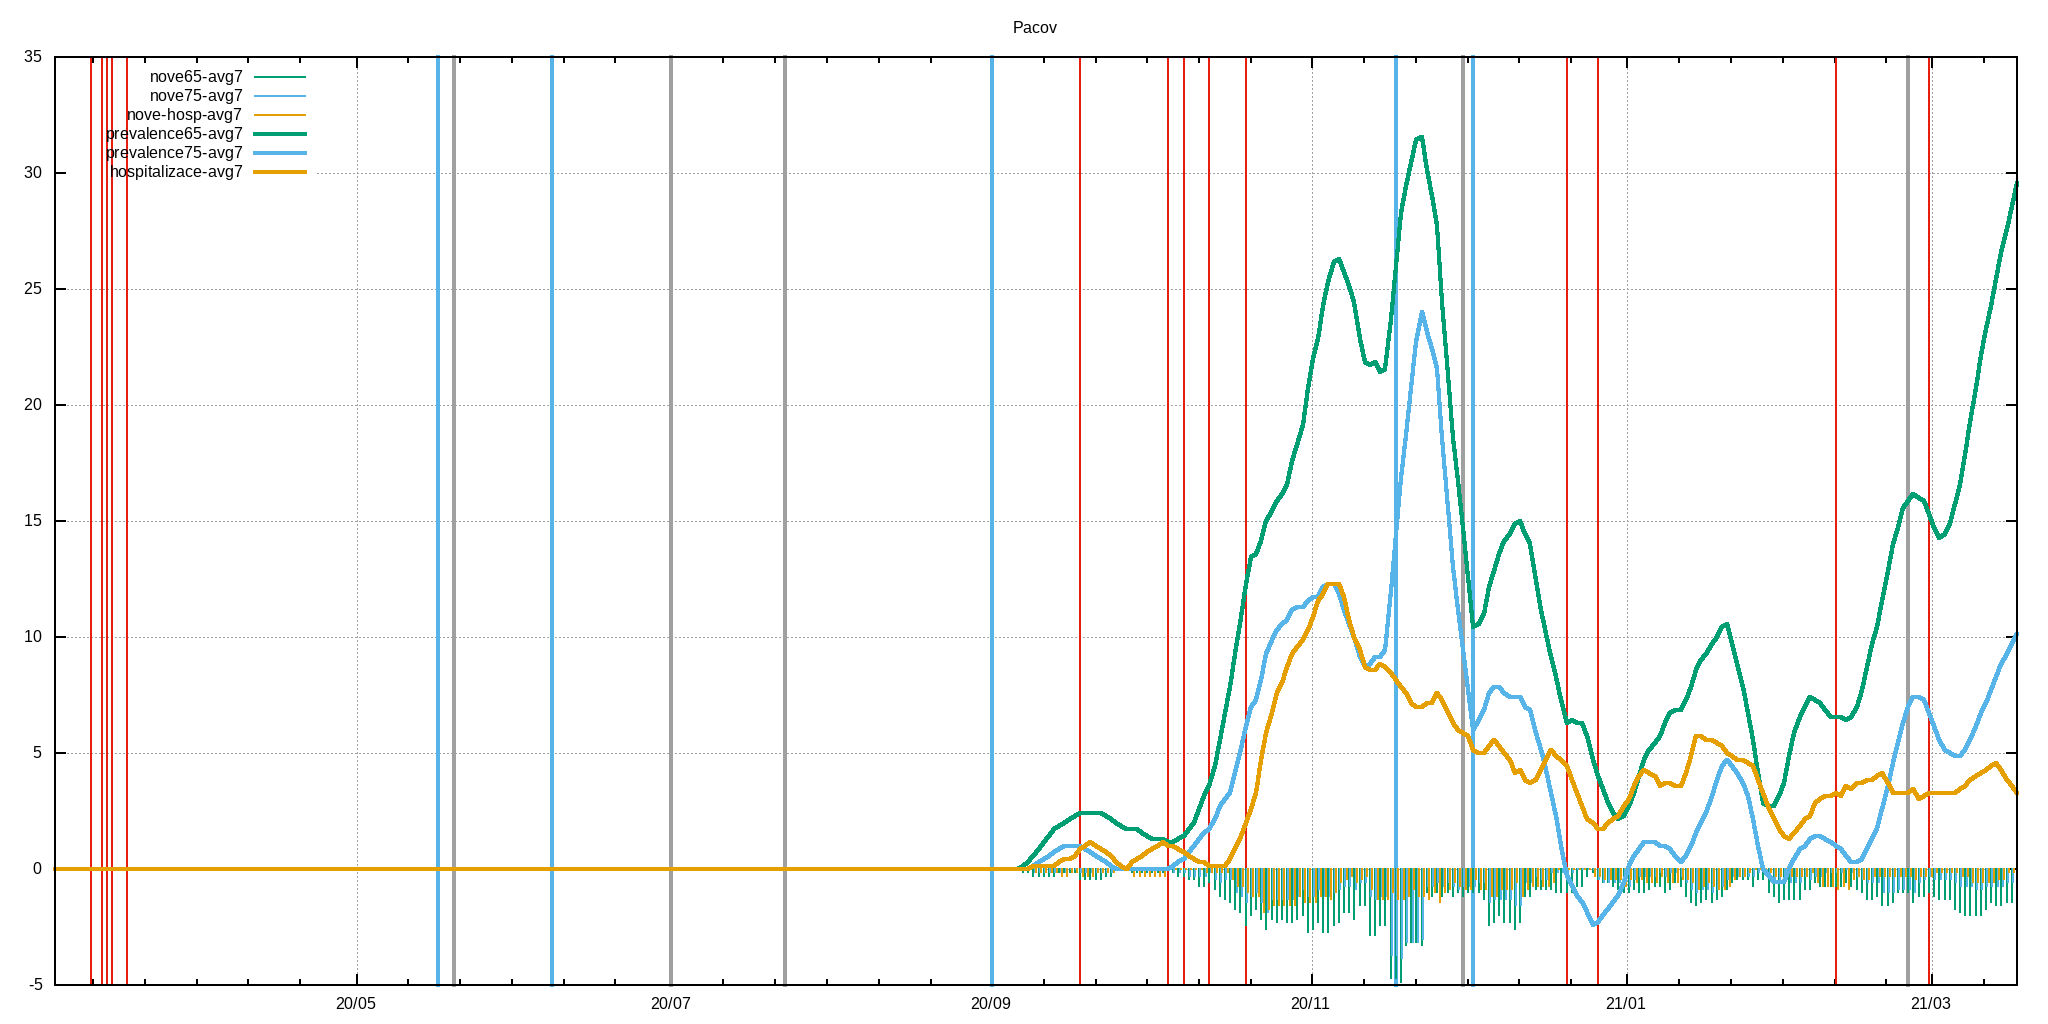 Pacov
35
nove65-avg7
nove75-avg7
nove-hosp-avg7
prevalence65-avg7
prevalence75-avg7
hospitalizace-avg7
30
25
20
15
10
5
0
-5
20/05
20/07
20/09
20/11
21/01
21/03